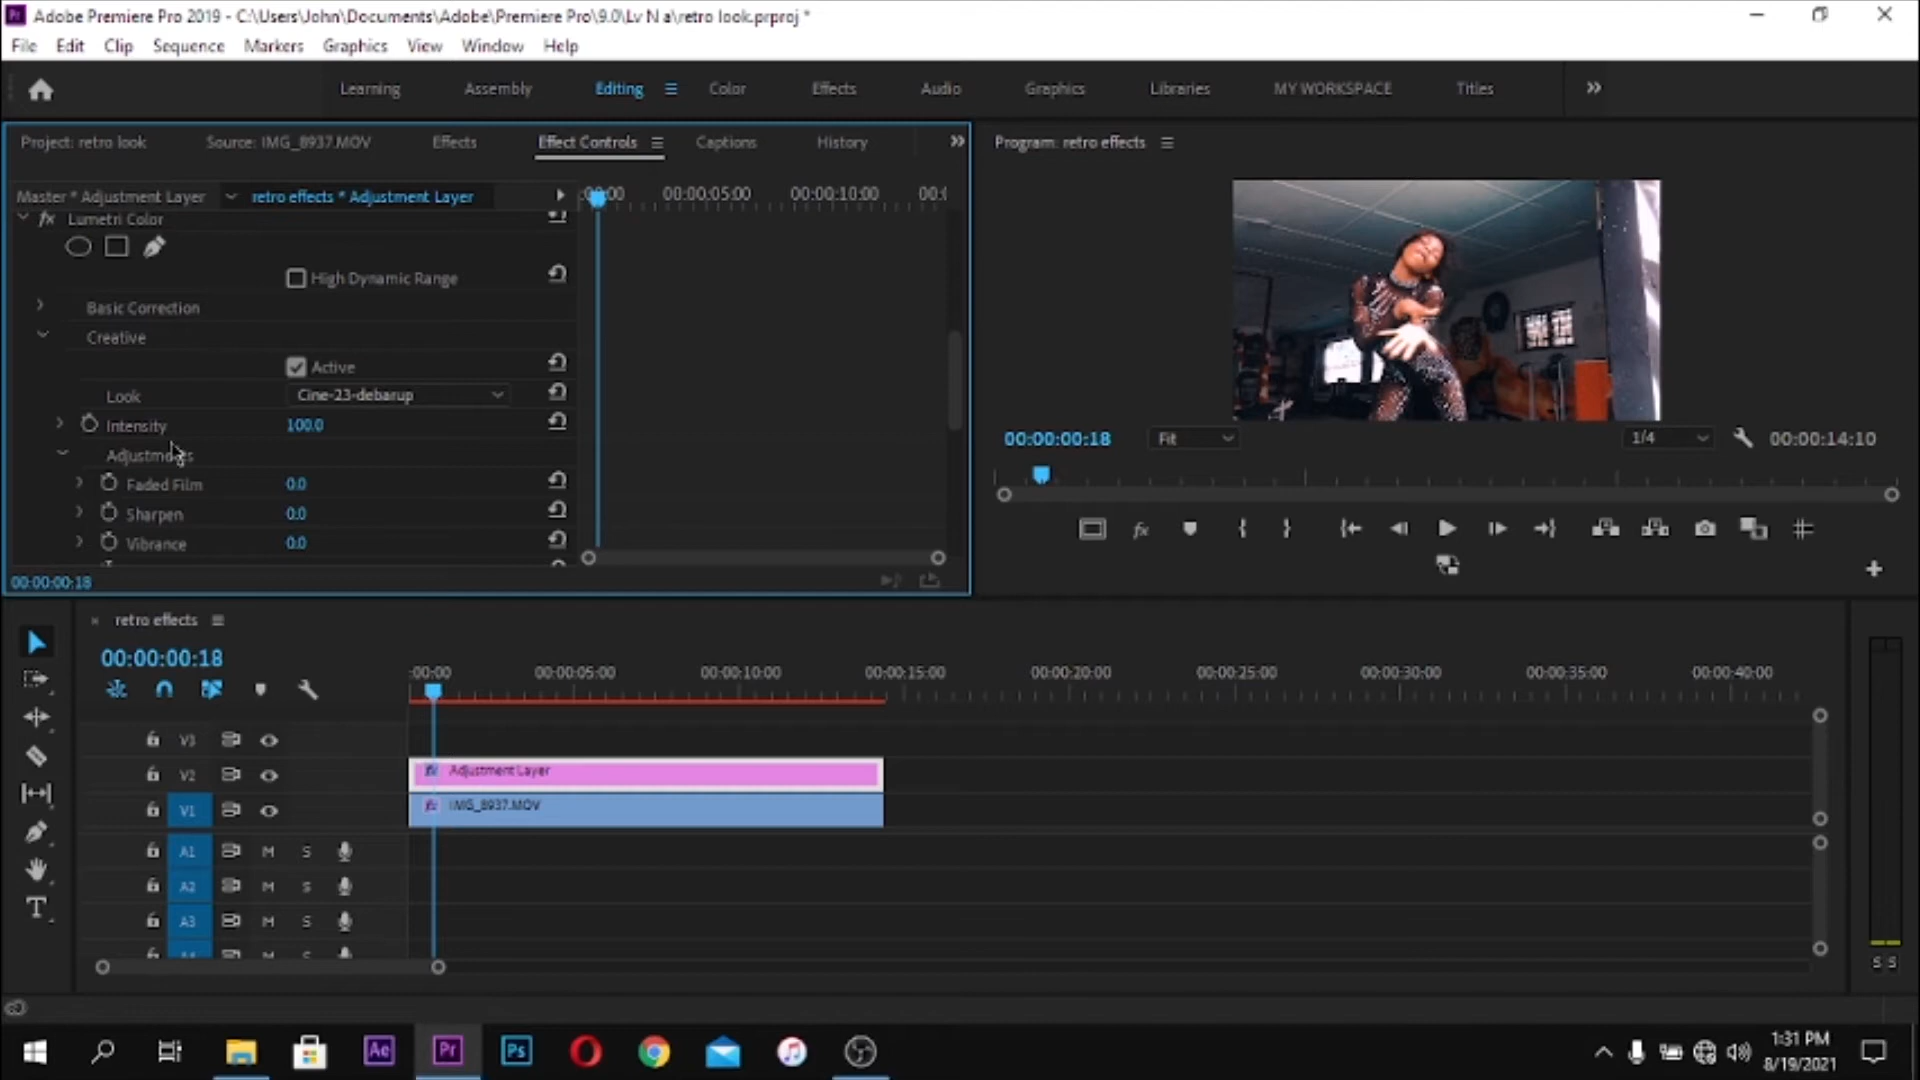 Adobe Premiere Pro 2019 - C:\Users\John\Documents\Adobe\Premiere Pro\9.0\Lv N a\retro look.prproj *
File Edit Clip Sequence Markers Graphics View Window Help
Learning Assembly Editing Color Effects Audio Graphics Libraries MY WORKSPACE Titles
Project: retro look Source: IMG_8937.MOV Effects Effect Controls Captions History
Program: retro effects
Master * Adjustment Layer retro effects * Adjustment Layer
:00:00 00:00:05:00 00:00:10:00
fx Lumetri Color
High Dynamic Range
Basic Correction
Creative
Active
Look Cine-23-debarup
Intensity 100.0
Faded Film 0.0
Sharpen 0.0
Vibrance 0.0
00:00:00:18
00:00:00:18 Fit 1/4 00:00:14:10
fx
retro effects
00:00:00:18
:00:00 00:00:05:00 00:00:10:00 00:00:15:00 00:00:20:00 00:00:25:00 00:00:30:00 00:00:35:00 00:00:40:00
V3
V2 fx Adjustment Layer
V1 fx IMG_8937.MOV
A1 M S
A2 M S
A3 M S
S S
T
Ae Pr Ps
1:31 PM
8/19/2021